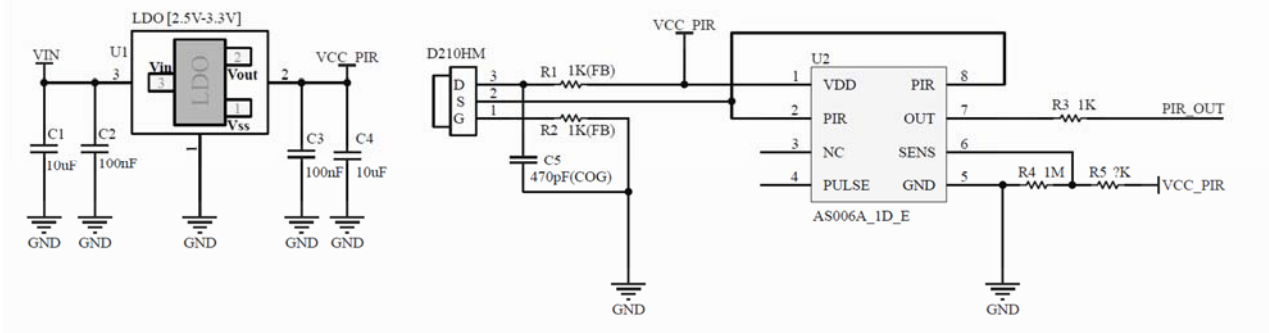 LDO [2.5V-3.3V]
VIN
U1
VCC_PIR
Vin
3
3
LDO
2
Vout
2
1
Vss
1
C1
10uF
C2
100nF
C3
100nF
C4
10uF
GND
GND
GND
GND
GND
D210HM
D
S
G
3
2
1
R1 1K(FB)
R2 1K(FB)
C5
470pF(COG)
GND
VCC_PIR
U2
1 VDD PIR 8
2 PIR OUT 7
3 NC SENS 6
4 PULSE GND 5
AS006A_1D_E
R3 1K
PIR_OUT
R4 1M
R5 ?K
VCC_PIR
GND